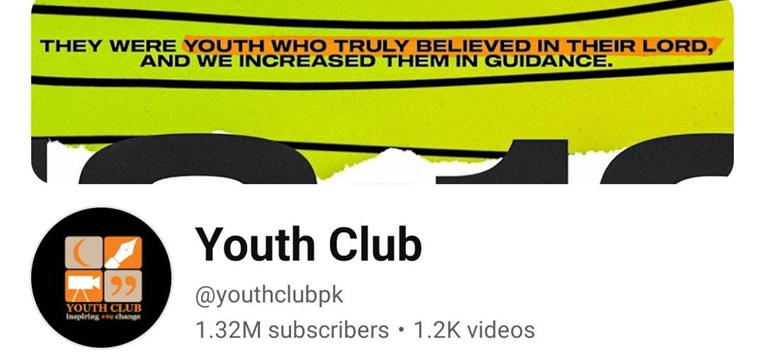 THEY WERE YOUTH WHO TRULY BELIEVED IN THEIR LORD,
AND WE INCREASED THEM IN GUIDANCE.
Youth Club
@youthclubpk
1.32M subscribers • 1.2K videos
YOUTH CLUB
Inspiring +ve change